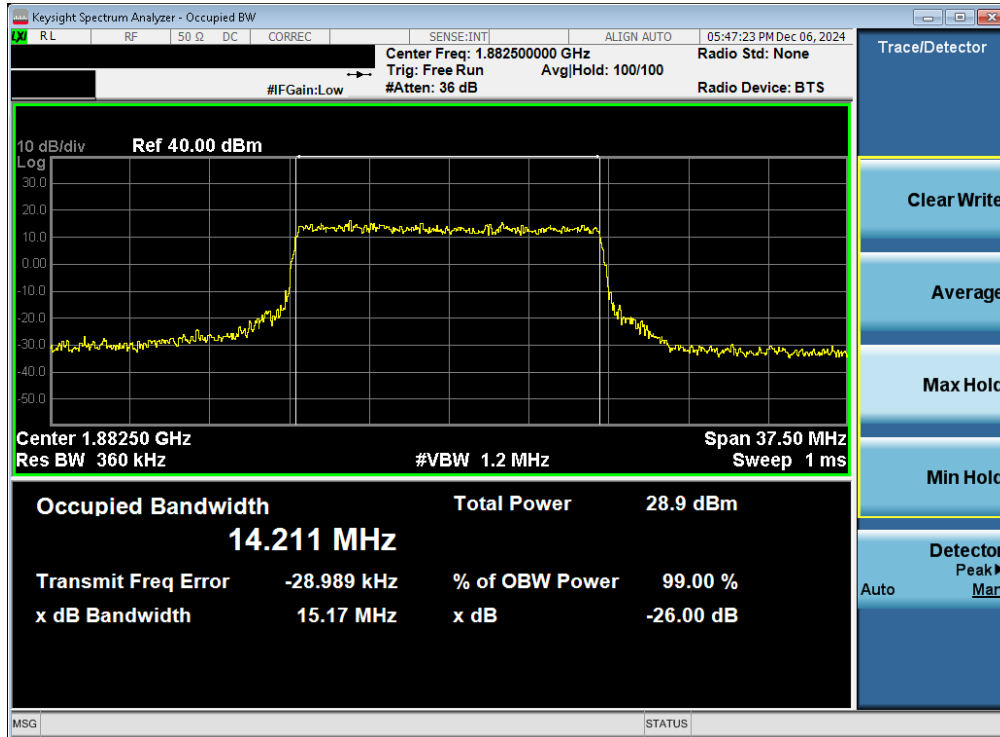 Keysight Spectrum Analyzer - Occupied BW
LXI RL RF 50 Ω DC CORREC SENSE:INT ALIGN AUTO 05:47:23 PM Dec 06, 2024
Center Freq: 1.882500000 GHz Radio Std: None
Trig: Free Run Avg|Hold: 100/100
#IFGain:Low #Atten: 36 dB Radio Device: BTS
10 dB/div Ref 40.00 dBm
Log
30.0
20.0
10.0
0.00
-10.0
-20.0
-30.0
-40.0
-50.0
Center 1.88250 GHz Span 37.50 MHz
Res BW 360 kHz #VBW 1.2 MHz Sweep 1 ms
Occupied Bandwidth Total Power 28.9 dBm
14.211 MHz
Transmit Freq Error -28.989 kHz % of OBW Power 99.00 %
x dB Bandwidth 15.17 MHz x dB -26.00 dB
MSG STATUS
Trace/Detector
Clear Write
Average
Max Hold
Min Hold
Detector
Peak
Auto Man